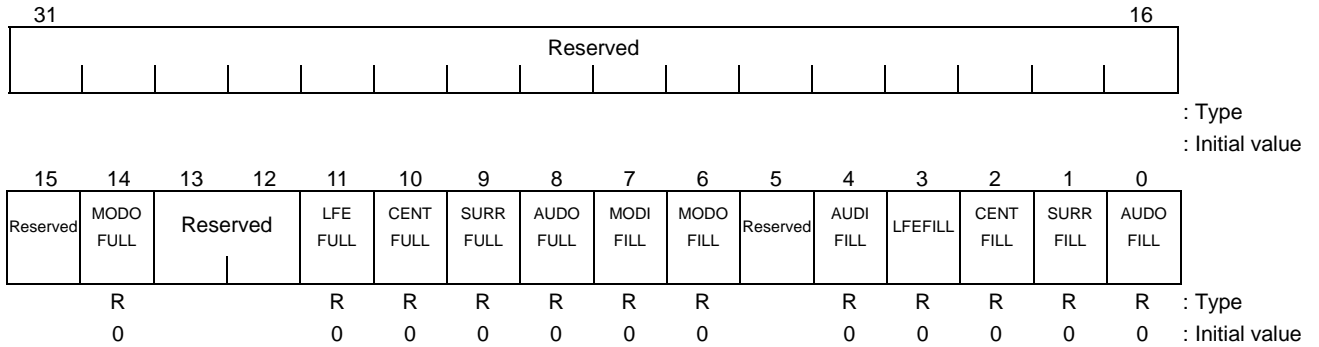 31 16
Reserved
: Type
: Initial value
15 14 13 12 11 10 9 8 7 6 5 4 3 2 1 0
Reserved MODO FULL Reserved LFE FULL CENT FULL SURR FULL AUDO FULL MODI FILL MODO FILL Reserved AUDI FILL LFEFILL CENT FILL SURR FILL AUDO FILL
R R R R R R R R R R R R : Type
0 0 0 0 0 0 0 0 0 0 0 0 : Initial value